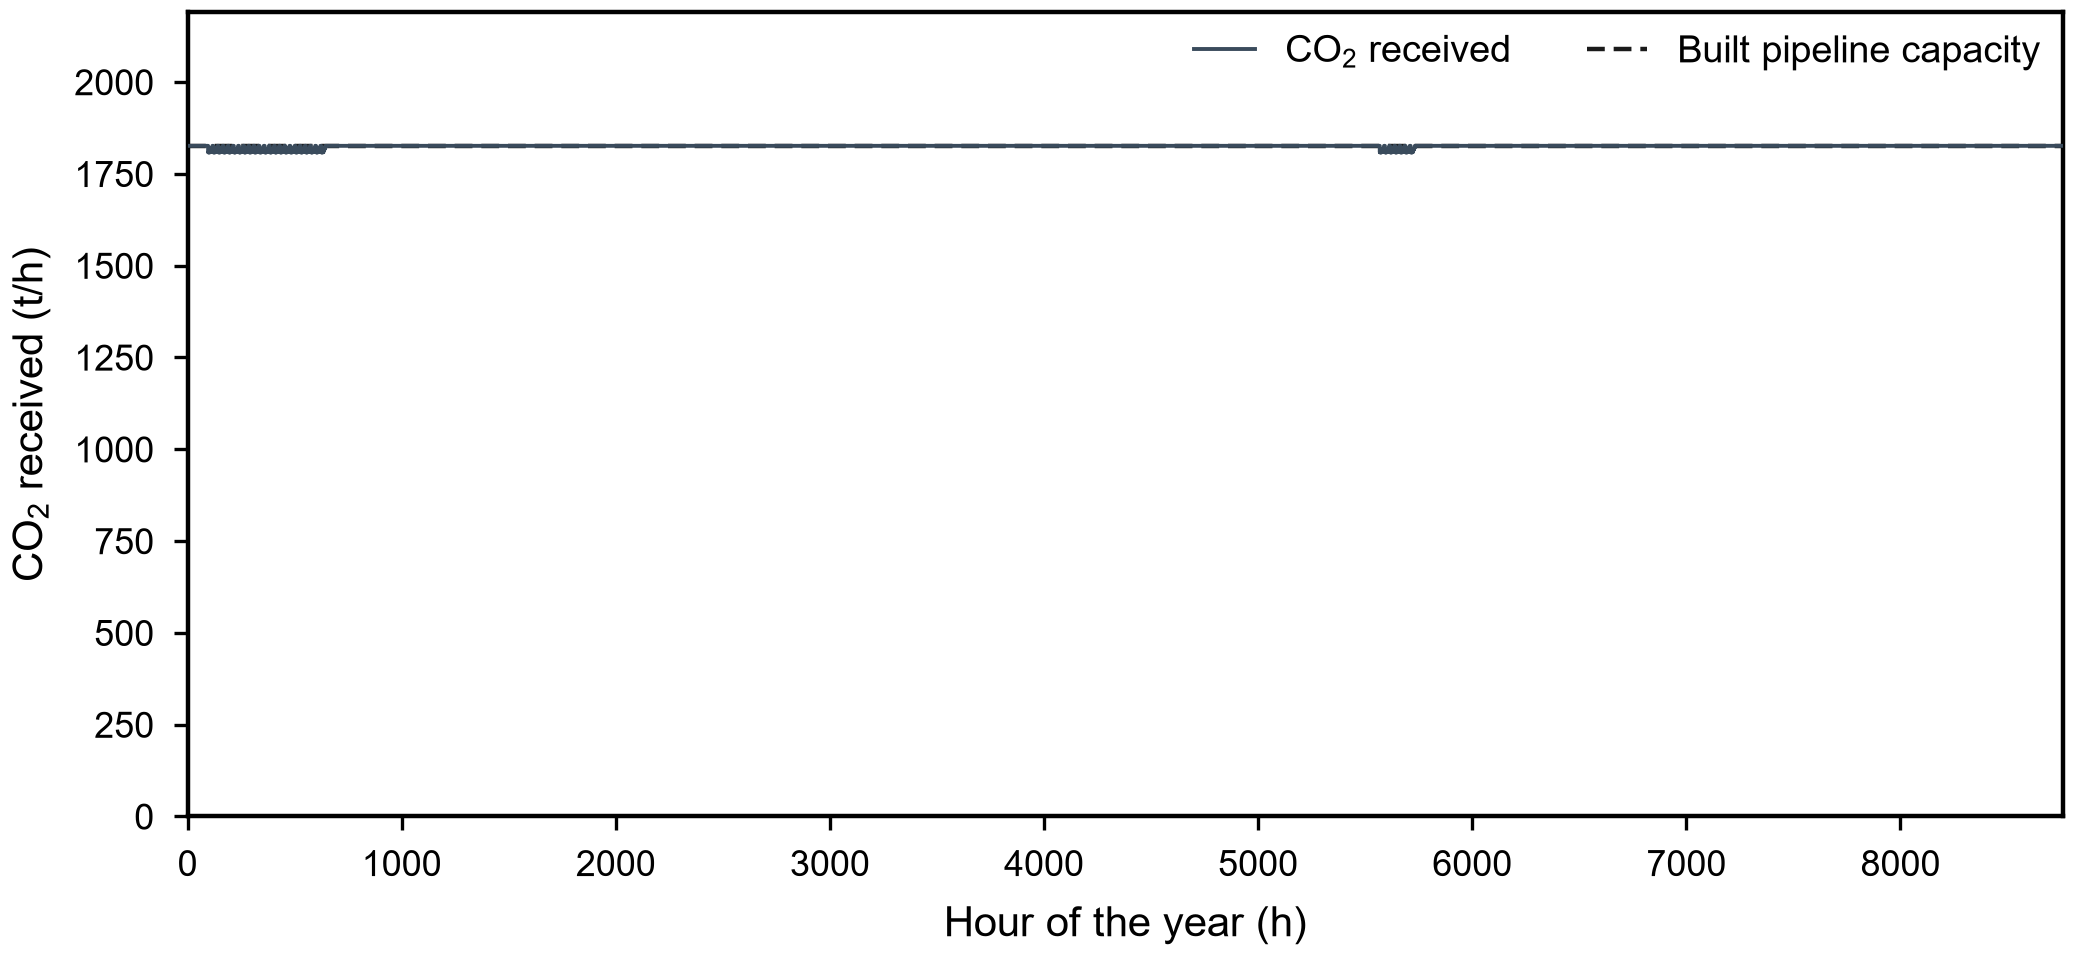 CO₂ received
Built pipeline capacity
CO₂ received (t/h)
2000
1750
1500
1250
1000
750
500
250
0
0 1000 2000 3000 4000 5000 6000 7000 8000
Hour of the year (h)